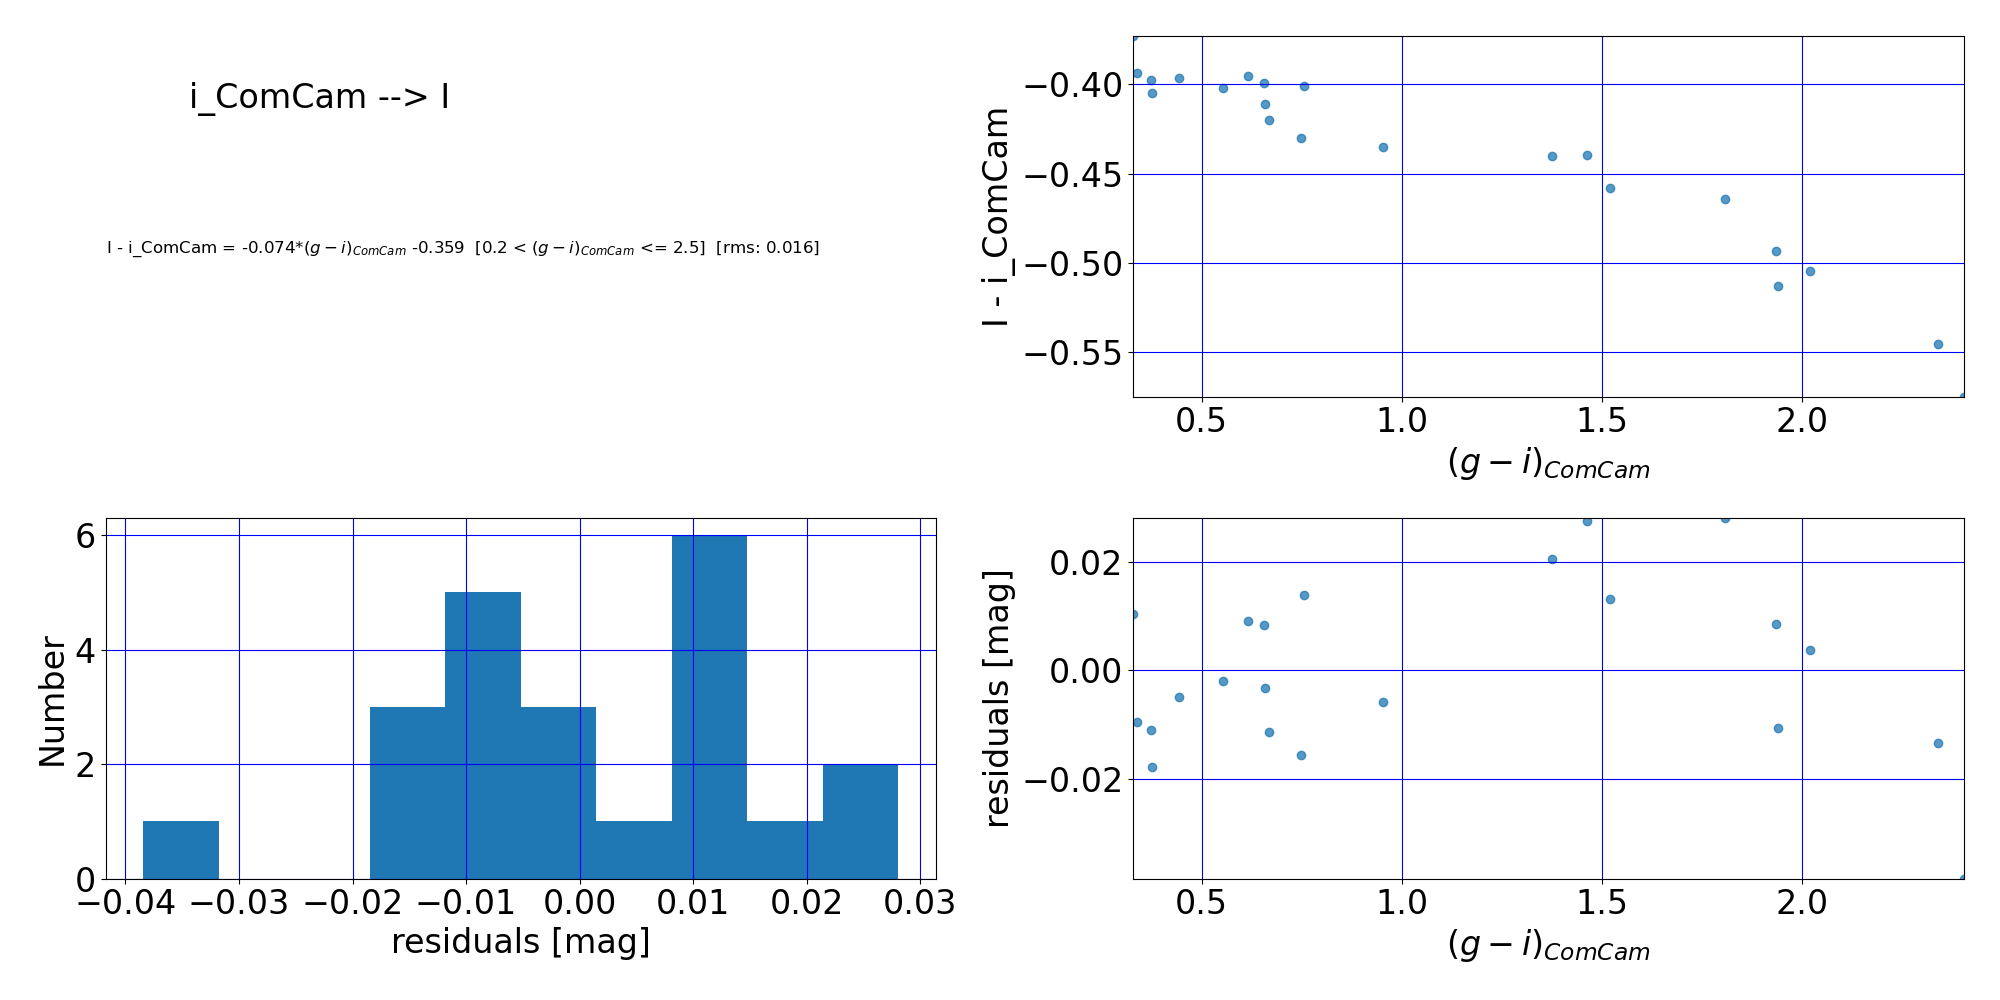 i_ComCam --> I
I - i_ComCam = -0.074*(g − i)ComCam -0.359 [0.2 < (g − i)ComCam <= 2.5] [rms: 0.016]
I - i_ComCam
−0.40
−0.45
−0.50
−0.55
0.5 1.0 1.5 2.0
(g − i)ComCam
Number
6
4
2
0
−0.04 −0.03 −0.02 −0.01 0.00 0.01 0.02 0.03
residuals [mag]
residuals [mag]
0.02
0.00
−0.02
0.5 1.0 1.5 2.0
(g − i)ComCam